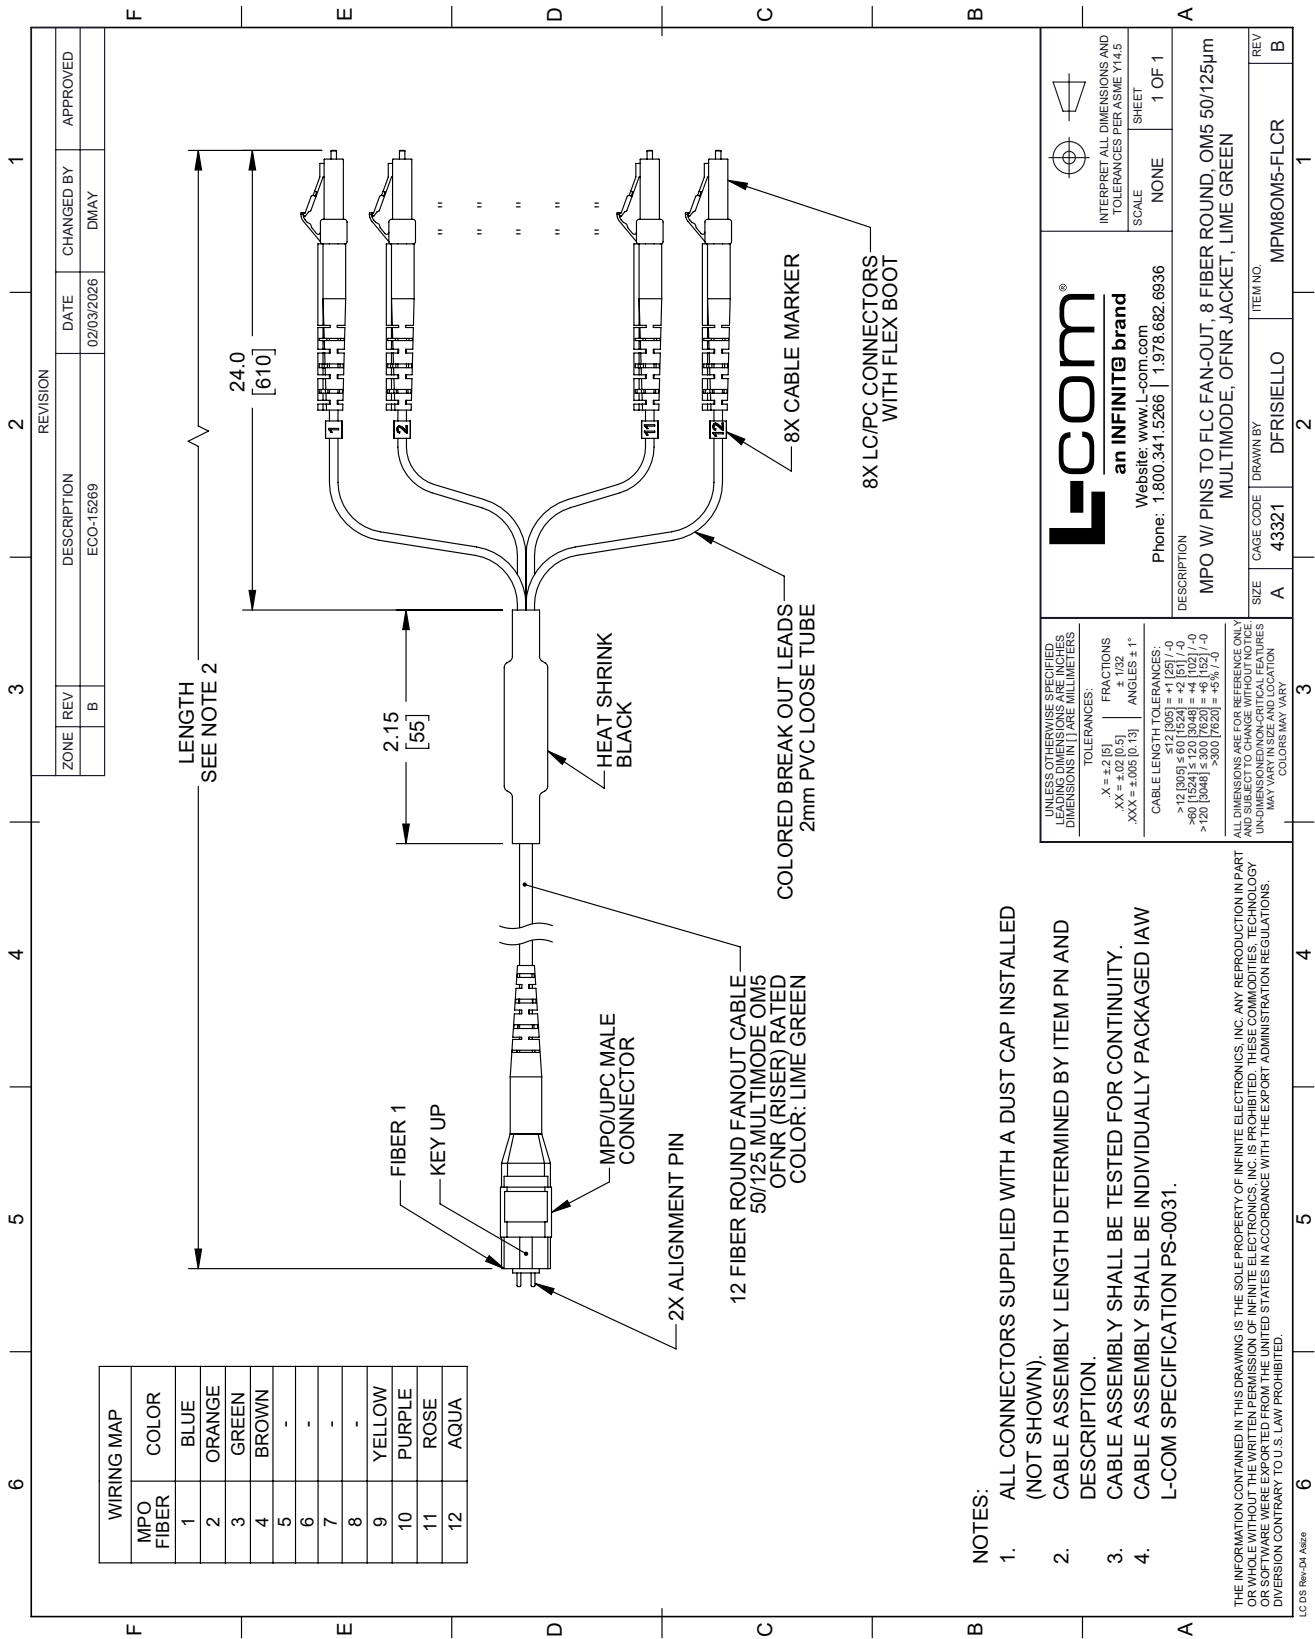 6
5
4
3
2
1
F
E
D
C
B
A
REVISION
ZONE
REV
DESCRIPTION
DATE
CHANGED BY
APPROVED
B
ECO-15269
02/03/2026
DMAY
WIRING MAP
MPO FIBER
COLOR
1 BLUE
2 ORANGE
3 GREEN
4 BROWN
5 -
6 -
7 -
8 -
9 YELLOW
10 PURPLE
11 ROSE
12 AQUA
LENGTH
SEE NOTE 2
24.0
[610]
2.15
[55]
FIBER 1
KEY UP
MPO/UPC MALE
CONNECTOR
2X ALIGNMENT PIN
HEAT SHRINK
BLACK
12 FIBER ROUND FANOUT CABLE
50/125 MULTIMODE OM5
OFNR (RISER) RATED
COLOR: LIME GREEN
COLORED BREAK OUT LEADS
2mm PVC LOOSE TUBE
1
2
11
12
" "
" "
" "
" "
" "
8X CABLE MARKER
8X LC/PC CONNECTORS
WITH FLEX BOOT
NOTES:
1. ALL CONNECTORS SUPPLIED WITH A DUST CAP INSTALLED
(NOT SHOWN).
2. CABLE ASSEMBLY LENGTH DETERMINED BY ITEM PN AND
DESCRIPTION.
3. CABLE ASSEMBLY SHALL BE TESTED FOR CONTINUITY.
4. CABLE ASSEMBLY SHALL BE INDIVIDUALLY PACKAGED IAW
L-COM SPECIFICATION PS-0031.
THE INFORMATION CONTAINED IN THIS DRAWING IS THE SOLE PROPERTY OF INFINITE ELECTRONICS, INC. ANY REPRODUCTION IN PART
OR WHOLE WITHOUT THE WRITTEN PERMISSION OF INFINITE ELECTRONICS, INC. IS PROHIBITED. THESE COMMODITIES, TECHNOLOGY
OR SOFTWARE WERE EXPORTED FROM THE UNITED STATES IN ACCORDANCE WITH THE EXPORT ADMINISTRATION REGULATIONS.
DIVERSION CONTRARY TO U.S. LAW PROHIBITED.
UNLESS OTHERWISE SPECIFIED
LEADING DIMENSIONS ARE INCHES
DIMENSIONS IN [ ] ARE MILLIMETERS
TOLERANCES:
.X = ±.2 [5]
.XX = ±.02 [0.5]
.XXX = ±.005 [0.13]
FRACTIONS
± 1/32
ANGLES ± 1°
CABLE LENGTH TOLERANCES:
≤12 [305] = +1 [25] / -0
>12 [305] ≤ 60 [1524] = +2 [51] / -0
>60 [1524] ≤ 120 [3048] = +4 [102] / -0
>120 [3048] ≤ 300 [7620] = +6 [152] / -0
>300 [7620] = +5% / -0
ALL DIMENSIONS ARE FOR REFERENCE ONLY
AND SUBJECT TO CHANGE WITHOUT NOTICE.
UN-DIMENSIONED/NON-CRITICAL FEATURES
MAY VARY IN SIZE AND LOCATION
COLORS MAY VARY
L-com®
an INFINIT⊜ brand
Website: www.L-com.com
Phone: 1.800.341.5266 | 1.978.682.6936
INTERPRET ALL DIMENSIONS AND
TOLERANCES PER ASME Y14.5
SCALE
NONE
SHEET
1 OF 1
DESCRIPTION
MPO W/ PINS TO FLC FAN-OUT, 8 FIBER ROUND, OM5 50/125µm
MULTIMODE, OFNR JACKET, LIME GREEN
SIZE
A
CAGE CODE
43321
DRAWN BY
DFRISIELLO
ITEM NO.
MPM8OM5-FLCR
REV
B
6
5
4
3
2
1
F
E
D
C
B
A
LC DS Rev-D4 Asize